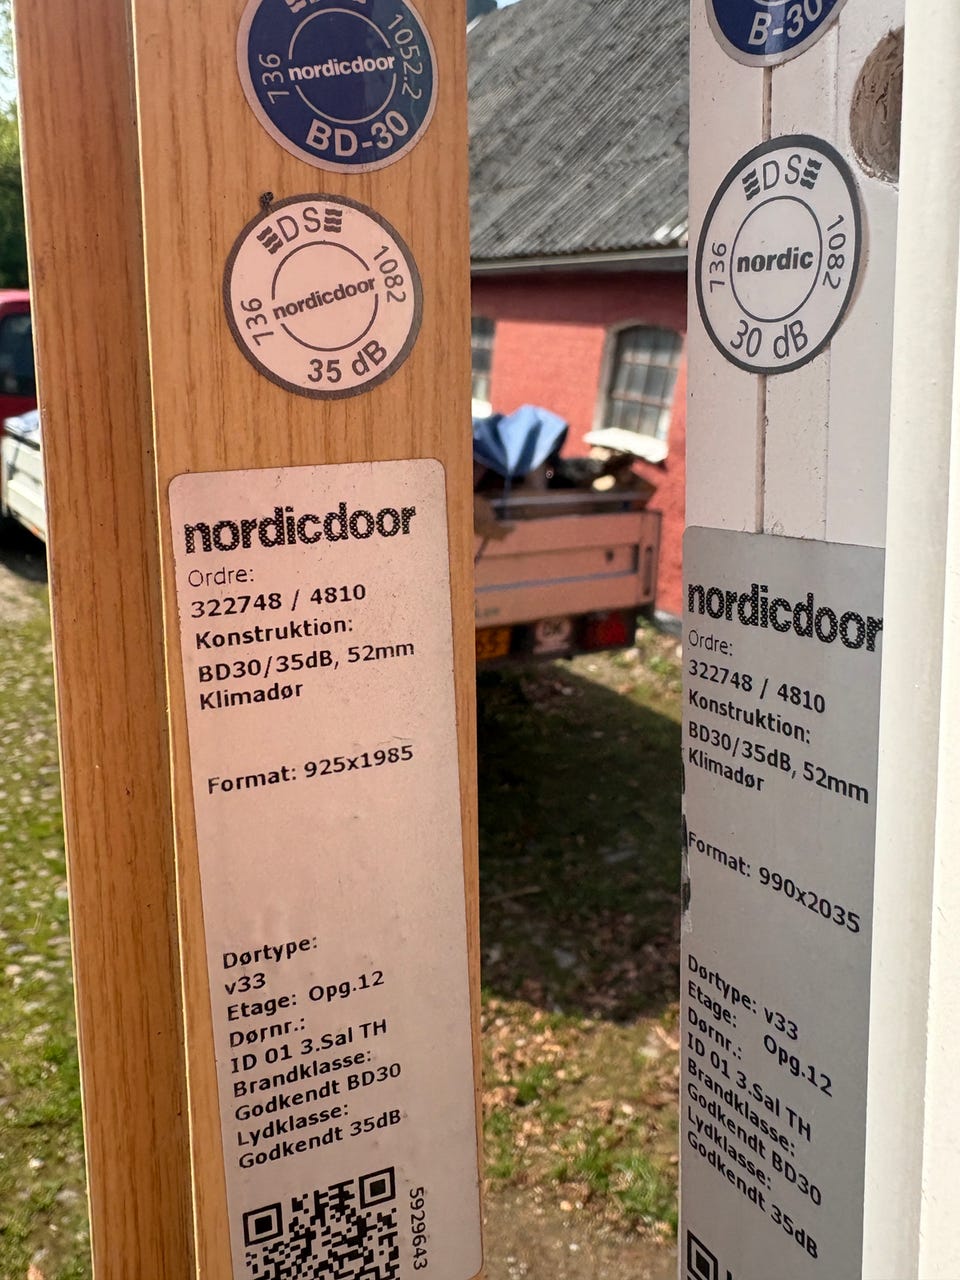 736 nordicdoor 1052.2
BD-30
DS
736 nordicdoor 1082
35 dB
nordicdoor
Ordre:
322748 / 4810
Konstruktion:
BD30/35dB, 52mm
Klimadør
Format: 925x1985
Dørtype:
v33
Etage: Opg.12
Dørnr.:
ID 01 3.Sal TH
Brandklasse:
Godkendt BD30
Lydklasse:
Godkendt 35dB
5929643
B-30
DS
736 nordic 1082
30 dB
nordicdoor
Ordre:
322748 / 4810
Konstruktion:
BD30/35dB, 52mm
Klimadør
Format: 990x2035
Dørtype: v33
Etage: Opg.12
Dørnr.:
ID 01 3.Sal TH
Brandklasse:
Godkendt BD30
Lydklasse:
Godkendt 35dB